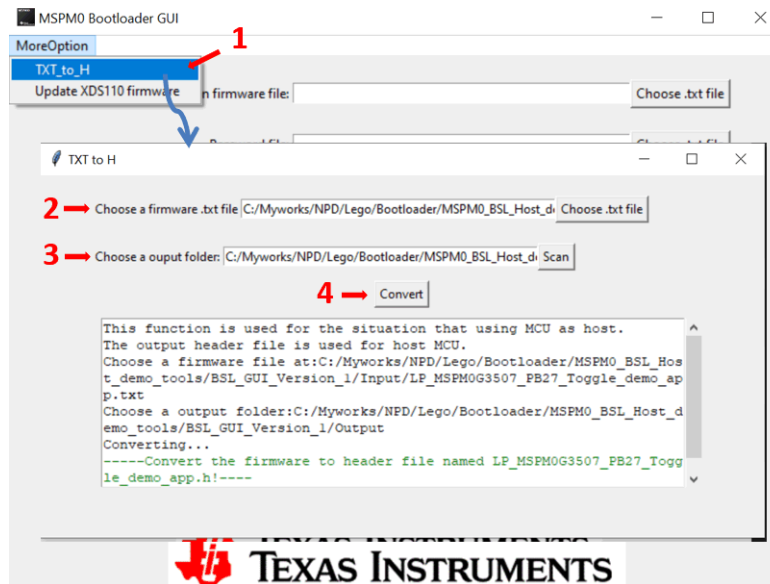 MSPM0 Bootloader GUI
MoreOption
1
TXT_to_H
Update XDS110 firmware
n firmware file:
Choose .txt file
TXT to H
2
Choose a firmware .txt file
C:/Myworks/NPD/Lego/Bootloader/MSPM0_BSL_Host_d
Choose .txt file
3
Choose a ouput folder:
C:/Myworks/NPD/Lego/Bootloader/MSPM0_BSL_Host_d
Scan
4
Convert
This function is used for the situation that using MCU as host.
The output header file is used for host MCU.
Choose a firmware file at:C:/Myworks/NPD/Lego/Bootloader/MSPM0_BSL_Hos
t_demo_tools/BSL_GUI_Version_1/Input/LP_MSPM0G3507_PB27_Toggle_demo_ap
p.txt
Choose a output folder:C:/Myworks/NPD/Lego/Bootloader/MSPM0_BSL_Host_d
emo_tools/BSL_GUI_Version_1/Output
Converting...
-----Convert the firmware to header file named LP_MSPM0G3507_PB27_Togg
le_demo_app.h!----
TEXAS INSTRUMENTS